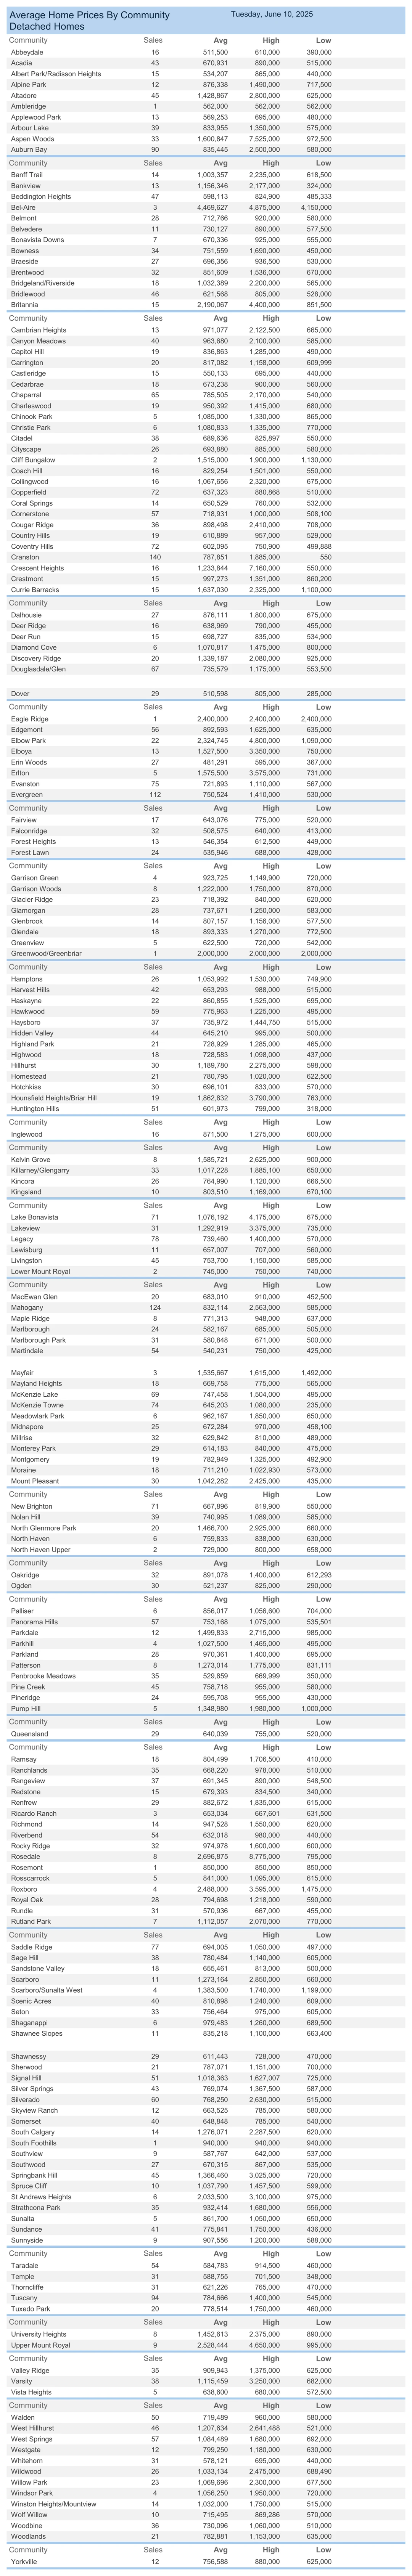 Average Home Prices By Community Tuesday, June 10, 2025
Detached Homes
Community Sales Avg High Low
Abbeydale 16 511,500 610,000 390,000
Acadia 43 670,931 890,000 515,000
Albert Park/Radisson Heights 15 534,207 865,000 440,000
Alpine Park 12 876,338 1,490,000 717,500
Altadore 45 1,428,867 2,800,000 625,000
Ambleridge 1 562,000 562,000 562,000
Applewood Park 13 569,253 695,000 480,000
Arbour Lake 39 833,955 1,350,000 575,000
Aspen Woods 33 1,600,847 7,525,000 972,500
Auburn Bay 90 835,445 2,500,000 580,000
Community Sales Avg High Low
Banff Trail 14 1,003,357 2,235,000 618,500
Bankview 13 1,156,346 2,177,000 324,000
Beddington Heights 47 598,113 824,900 485,333
Bel-Aire 3 4,469,627 4,875,000 4,150,000
Belmont 28 712,766 920,000 580,000
Belvedere 11 730,127 890,000 577,500
Bonavista Downs 7 670,336 925,000 555,000
Bowness 34 751,559 1,690,000 450,000
Braeside 27 696,356 936,500 530,000
Brentwood 32 851,609 1,536,000 670,000
Bridgeland/Riverside 18 1,032,389 2,200,000 565,000
Bridlewood 46 621,568 805,000 528,000
Britannia 15 2,190,067 4,400,000 851,500
Community Sales Avg High Low
Cambrian Heights 13 971,077 2,122,500 665,000
Canyon Meadows 40 963,680 2,100,000 585,000
Capitol Hill 19 836,863 1,285,000 490,000
Carrington 20 817,082 1,158,000 609,999
Castleridge 15 550,133 695,000 440,000
Cedarbrae 18 673,238 900,000 560,000
Chaparral 65 785,505 2,170,000 540,000
Charleswood 19 950,392 1,415,000 680,000
Chinook Park 5 1,085,000 1,330,000 865,000
Christie Park 6 1,080,833 1,335,000 770,000
Citadel 38 689,636 825,897 550,000
Cityscape 26 693,880 885,000 580,000
Cliff Bungalow 2 1,515,000 1,900,000 1,130,000
Coach Hill 16 829,254 1,501,000 550,000
Collingwood 16 1,067,656 2,320,000 675,000
Copperfield 72 637,323 880,868 510,000
Coral Springs 14 650,529 760,000 532,000
Cornerstone 57 718,931 1,000,000 508,100
Cougar Ridge 36 898,498 2,410,000 708,000
Country Hills 19 610,889 957,000 529,000
Coventry Hills 72 602,095 750,900 499,888
Cranston 140 787,851 1,885,000 550
Crescent Heights 16 1,233,844 7,160,000 550,000
Crestmont 15 997,273 1,351,000 860,200
Currie Barracks 15 1,637,030 2,325,000 1,100,000
Community Sales Avg High Low
Dalhousie 27 876,111 1,800,000 675,000
Deer Ridge 16 638,969 790,000 455,000
Deer Run 15 698,727 835,000 534,900
Diamond Cove 6 1,070,817 1,475,000 800,000
Discovery Ridge 20 1,339,187 2,080,000 925,000
Douglasdale/Glen 67 735,579 1,175,000 553,500
Dover 29 510,598 805,000 285,000
Community Sales Avg High Low
Eagle Ridge 1 2,400,000 2,400,000 2,400,000
Edgemont 56 892,593 1,625,000 635,000
Elbow Park 22 2,324,745 4,800,000 1,090,000
Elboya 13 1,527,500 3,350,000 750,000
Erin Woods 27 481,291 595,000 367,000
Erlton 5 1,575,500 3,575,000 731,000
Evanston 75 721,893 1,110,000 567,000
Evergreen 112 750,524 1,410,000 530,000
Community Sales Avg High Low
Fairview 17 643,076 775,000 520,000
Falconridge 32 508,575 640,000 413,000
Forest Heights 13 546,354 612,500 449,000
Forest Lawn 24 535,946 688,000 428,000
Community Sales Avg High Low
Garrison Green 4 923,725 1,149,900 720,000
Garrison Woods 8 1,222,000 1,750,000 870,000
Glacier Ridge 23 718,392 840,000 620,000
Glamorgan 28 737,671 1,250,000 583,000
Glenbrook 14 807,157 1,156,000 577,500
Glendale 18 893,333 1,270,000 772,500
Greenview 5 622,500 720,000 542,000
Greenwood/Greenbriar 1 2,000,000 2,000,000 2,000,000
Community Sales Avg High Low
Hamptons 26 1,053,992 1,530,000 749,900
Harvest Hills 42 653,293 988,000 515,000
Haskayne 22 860,855 1,525,000 695,000
Hawkwood 59 775,963 1,225,000 495,000
Haysboro 37 735,972 1,444,750 515,000
Hidden Valley 44 645,210 995,000 500,000
Highland Park 21 728,929 1,285,000 465,000
Highwood 18 728,583 1,098,000 437,000
Hillhurst 30 1,189,780 2,275,000 598,000
Homestead 21 780,795 1,020,000 622,500
Hotchkiss 30 696,101 833,000 570,000
Hounsfield Heights/Briar Hill 19 1,862,832 3,790,000 763,000
Huntington Hills 51 601,973 799,000 318,000
Community Sales Avg High Low
Inglewood 16 871,500 1,275,000 600,000
Community Sales Avg High Low
Kelvin Grove 8 1,585,721 2,625,000 900,000
Killarney/Glengarry 33 1,017,228 1,885,100 650,000
Kincora 26 764,990 1,120,000 666,500
Kingsland 10 803,510 1,169,000 670,100
Community Sales Avg High Low
Lake Bonavista 71 1,076,192 4,175,000 675,000
Lakeview 31 1,292,919 3,375,000 735,000
Legacy 78 739,460 1,400,000 570,000
Lewisburg 11 657,007 707,000 560,000
Livingston 45 753,700 1,150,000 585,000
Lower Mount Royal 2 745,000 750,000 740,000
Community Sales Avg High Low
MacEwan Glen 20 683,010 910,000 452,500
Mahogany 124 832,114 2,563,000 585,000
Maple Ridge 8 771,313 948,000 637,000
Marlborough 24 582,167 685,000 505,000
Marlborough Park 31 580,848 671,000 500,000
Martindale 54 540,231 750,000 425,000
Mayfair 3 1,535,667 1,615,000 1,492,000
Mayland Heights 18 669,758 775,000 565,000
McKenzie Lake 69 747,458 1,504,000 495,000
McKenzie Towne 74 645,203 1,080,000 235,000
Meadowlark Park 6 962,167 1,850,000 650,000
Midnapore 25 672,284 970,000 458,100
Millrise 32 629,842 810,000 489,000
Monterey Park 29 614,183 840,000 475,000
Montgomery 19 782,949 1,325,000 492,900
Moraine 18 711,210 1,022,930 573,000
Mount Pleasant 30 1,042,282 2,425,000 435,000
Community Sales Avg High Low
New Brighton 71 667,896 819,900 550,000
Nolan Hill 39 740,995 1,089,000 585,000
North Glenmore Park 20 1,466,700 2,925,000 660,000
North Haven 6 759,833 838,000 630,000
North Haven Upper 2 729,000 800,000 658,000
Community Sales Avg High Low
Oakridge 32 891,078 1,400,000 612,293
Ogden 30 521,237 825,000 290,000
Community Sales Avg High Low
Palliser 6 856,017 1,056,600 704,000
Panorama Hills 57 753,168 1,075,000 535,501
Parkdale 12 1,499,833 2,715,000 985,000
Parkhill 4 1,027,500 1,465,000 495,000
Parkland 28 970,361 1,400,000 695,000
Patterson 8 1,273,014 1,775,000 831,111
Penbrooke Meadows 35 529,859 669,999 350,000
Pine Creek 45 758,718 955,000 580,000
Pineridge 24 595,708 955,000 430,000
Pump Hill 5 1,348,980 1,980,000 1,000,000
Community Sales Avg High Low
Queensland 29 640,039 755,000 520,000
Community Sales Avg High Low
Ramsay 18 804,499 1,706,500 410,000
Ranchlands 35 668,220 978,000 510,000
Rangeview 37 691,345 890,000 548,500
Redstone 15 679,393 834,500 340,000
Renfrew 29 882,672 1,835,000 615,000
Ricardo Ranch 3 653,034 667,601 631,500
Richmond 14 947,528 1,550,000 620,000
Riverbend 54 632,018 980,000 440,000
Rocky Ridge 32 974,978 1,600,000 600,000
Rosedale 8 2,696,875 8,775,000 795,000
Rosemont 1 850,000 850,000 850,000
Rosscarrock 5 841,000 1,095,000 615,000
Roxboro 4 2,488,000 3,595,000 1,475,000
Royal Oak 28 794,698 1,218,000 590,000
Rundle 31 570,936 667,000 455,000
Rutland Park 7 1,112,057 2,070,000 770,000
Community Sales Avg High Low
Saddle Ridge 77 694,005 1,050,000 497,000
Sage Hill 38 780,484 1,140,000 605,000
Sandstone Valley 18 655,461 813,000 500,000
Scarboro 11 1,273,164 2,850,000 660,000
Scarboro/Sunalta West 4 1,383,500 1,740,000 1,199,000
Scenic Acres 40 810,898 1,240,000 609,000
Seton 33 756,464 975,000 605,000
Shaganappi 6 979,483 1,260,000 689,500
Shawnee Slopes 11 835,218 1,100,000 663,400
Shawnessy 29 611,443 728,000 470,000
Sherwood 21 787,071 1,151,000 700,000
Signal Hill 51 1,018,363 1,627,007 725,000
Silver Springs 43 769,074 1,367,500 587,000
Silverado 60 768,250 2,630,000 515,000
Skyview Ranch 12 663,525 785,000 580,000
Somerset 40 648,848 785,000 540,000
South Calgary 14 1,276,071 2,287,500 620,000
South Foothills 1 940,000 940,000 940,000
Southview 9 587,767 642,000 537,000
Southwood 27 670,315 867,000 535,000
Springbank Hill 45 1,366,460 3,025,000 720,000
Spruce Cliff 10 1,037,790 1,457,500 599,000
St Andrews Heights 6 2,033,500 3,100,000 975,000
Strathcona Park 35 932,414 1,680,000 556,000
Sunalta 5 861,700 1,050,000 650,000
Sundance 41 775,841 1,750,000 436,000
Sunnyside 9 907,556 1,200,000 588,000
Community Sales Avg High Low
Taradale 54 584,783 914,500 460,000
Temple 31 588,755 701,500 348,000
Thorncliffe 31 621,226 765,000 470,000
Tuscany 94 784,666 1,400,000 545,000
Tuxedo Park 20 778,514 1,750,000 460,000
Community Sales Avg High Low
University Heights 8 1,452,613 2,375,000 890,000
Upper Mount Royal 9 2,528,444 4,650,000 995,000
Community Sales Avg High Low
Valley Ridge 35 909,943 1,375,000 625,000
Varsity 38 1,115,459 3,250,000 682,000
Vista Heights 5 638,600 680,000 572,500
Community Sales Avg High Low
Walden 50 719,489 960,000 580,000
West Hillhurst 46 1,207,634 2,641,488 521,000
West Springs 57 1,084,489 1,680,000 692,000
Westgate 12 799,250 1,180,000 630,000
Whitehorn 31 578,121 695,000 440,000
Wildwood 26 1,033,134 2,475,000 688,490
Willow Park 23 1,069,696 2,300,000 677,500
Windsor Park 4 1,056,250 1,950,000 720,000
Winston Heights/Mountview 14 1,032,000 1,750,000 515,000
Wolf Willow 10 715,495 869,286 570,000
Woodbine 36 730,096 1,060,000 510,000
Woodlands 21 782,881 1,153,000 635,000
Community Sales Avg High Low
Yorkville 12 756,588 880,000 625,000